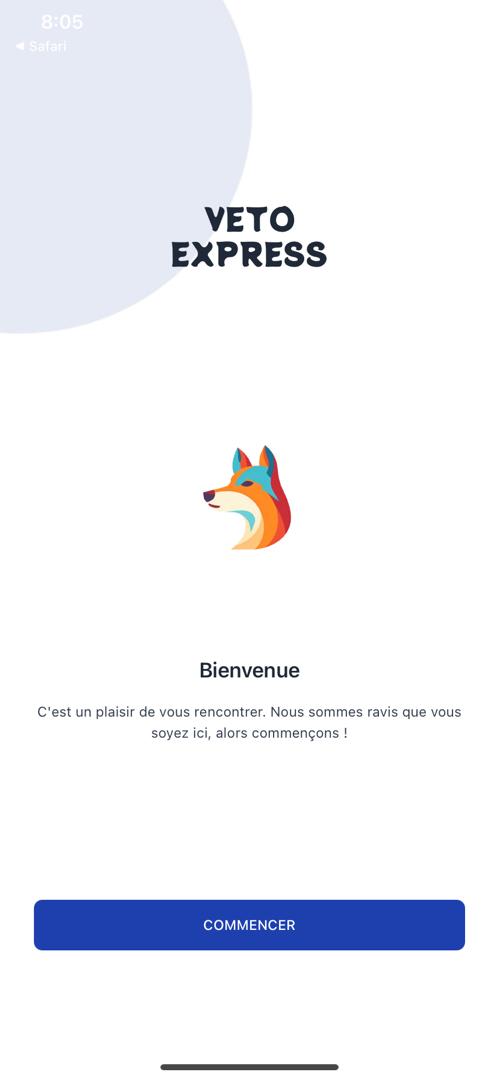 8:05
◀ Safari
VETO
EXPRESS
Bienvenue
C'est un plaisir de vous rencontrer. Nous sommes ravis que vous
soyez ici, alors commençons !
COMMENCER